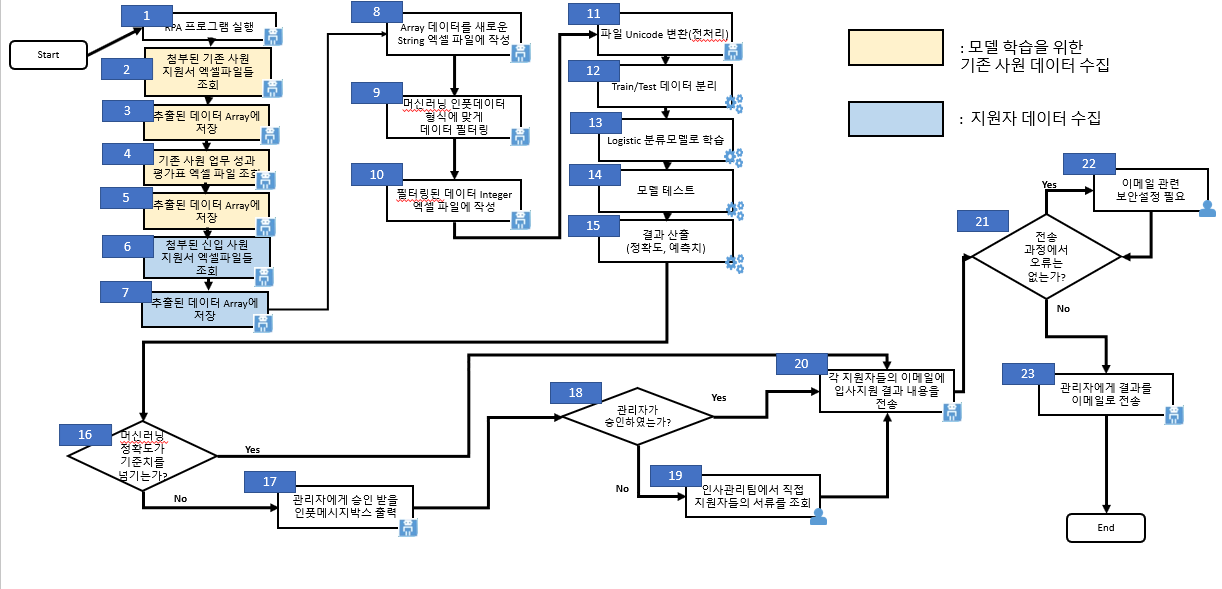 Start
1
RPA 프로그램 실행
2
첨부된 기존 사원
지원서 엑셀파일들
조회
3
추출된 데이터 Array에
저장
4
기존 사원 업무 성과
평가표 엑셀 파일 조회
5
추출된 데이터 Array에
저장
6
첨부된 신입 사원
지원서 엑셀파일들
조회
7
추출된 데이터 Array에
저장
8
Array 데이터를 새로운
String 엑셀 파일에 작성
9
머신러닝 인풋데이터
형식에 맞게
데이터 필터링
10
필터링된 데이터 Integer
엑셀 파일에 작성
11
파일 Unicode 변환(전처리)
12
Train/Test 데이터 분리
13
Logistic 분류모델로 학습
14
모델 테스트
15
결과 산출
(정확도, 예측치)
: 모델 학습을 위한
기존 사원 데이터 수집
: 지원자 데이터 수집
16
머신러닝
정확도가
기준치를
넘기는가?
Yes
No
17
관리자에게 승인 받을
인풋메시지박스 출력
18
관리자가
승인하였는가?
Yes
No
19
인사관리팀에서 직접
지원자들의 서류를 조회
20
각 지원자들의 이메일에
입사지원 결과 내용을
전송
21
전송
과정에서
오류는
없는가?
Yes
No
22
이메일 관련
보안설정 필요
23
관리자에게 결과를
이메일로 전송
End